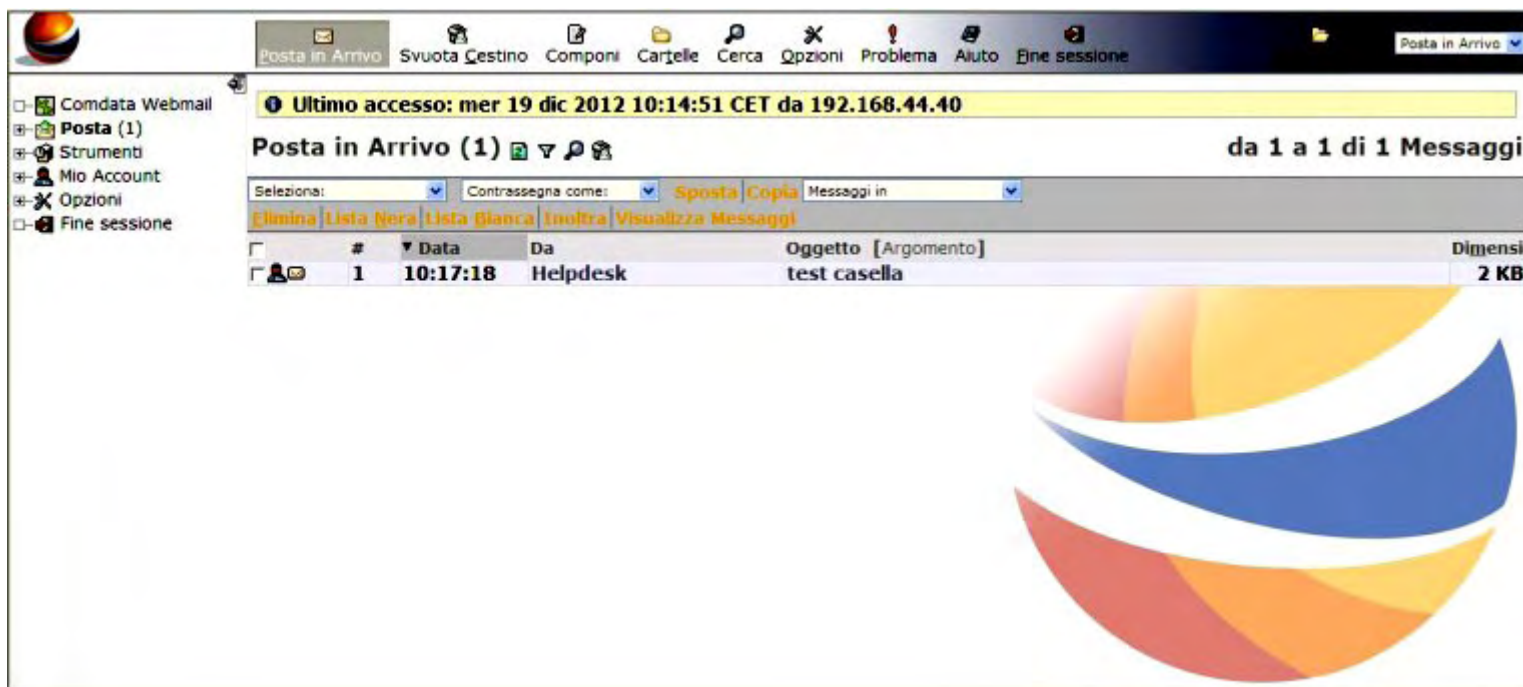 Posta in Arrivo Svuota Cestino Componi Cartelle Cerca Opzioni Problema Aiuto Fine sessione Posta in Arrivo
Comdata Webmail
Posta (1)
Strumenti
Mio Account
Opzioni
Fine sessione
Ultimo accesso: mer 19 dic 2012 10:14:51 CET da 192.168.44.40
Posta in Arrivo (1) da 1 a 1 di 1 Messaggi
Seleziona: Contrassegna come: Sposta Copia Messaggi in
Elimina Lista Nera Lista Bianca Inoltra Visualizza Messaggi
# Data Da Oggetto [Argomento] Dimensi
1 10:17:18 Helpdesk test casella 2 KB